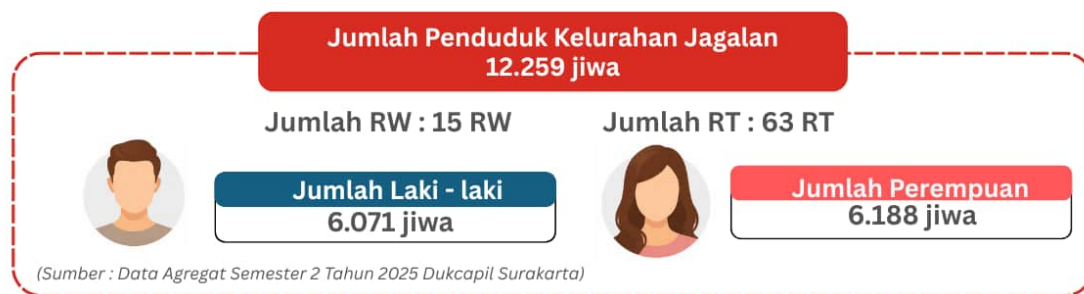 Jumlah Penduduk Kelurahan Jagalan
12.259 jiwa
Jumlah RW : 15 RW
Jumlah RT : 63 RT
Jumlah Laki - laki
6.071 jiwa
Jumlah Perempuan
6.188 jiwa
(Sumber : Data Agregat Semester 2 Tahun 2025 Dukcapil Surakarta)